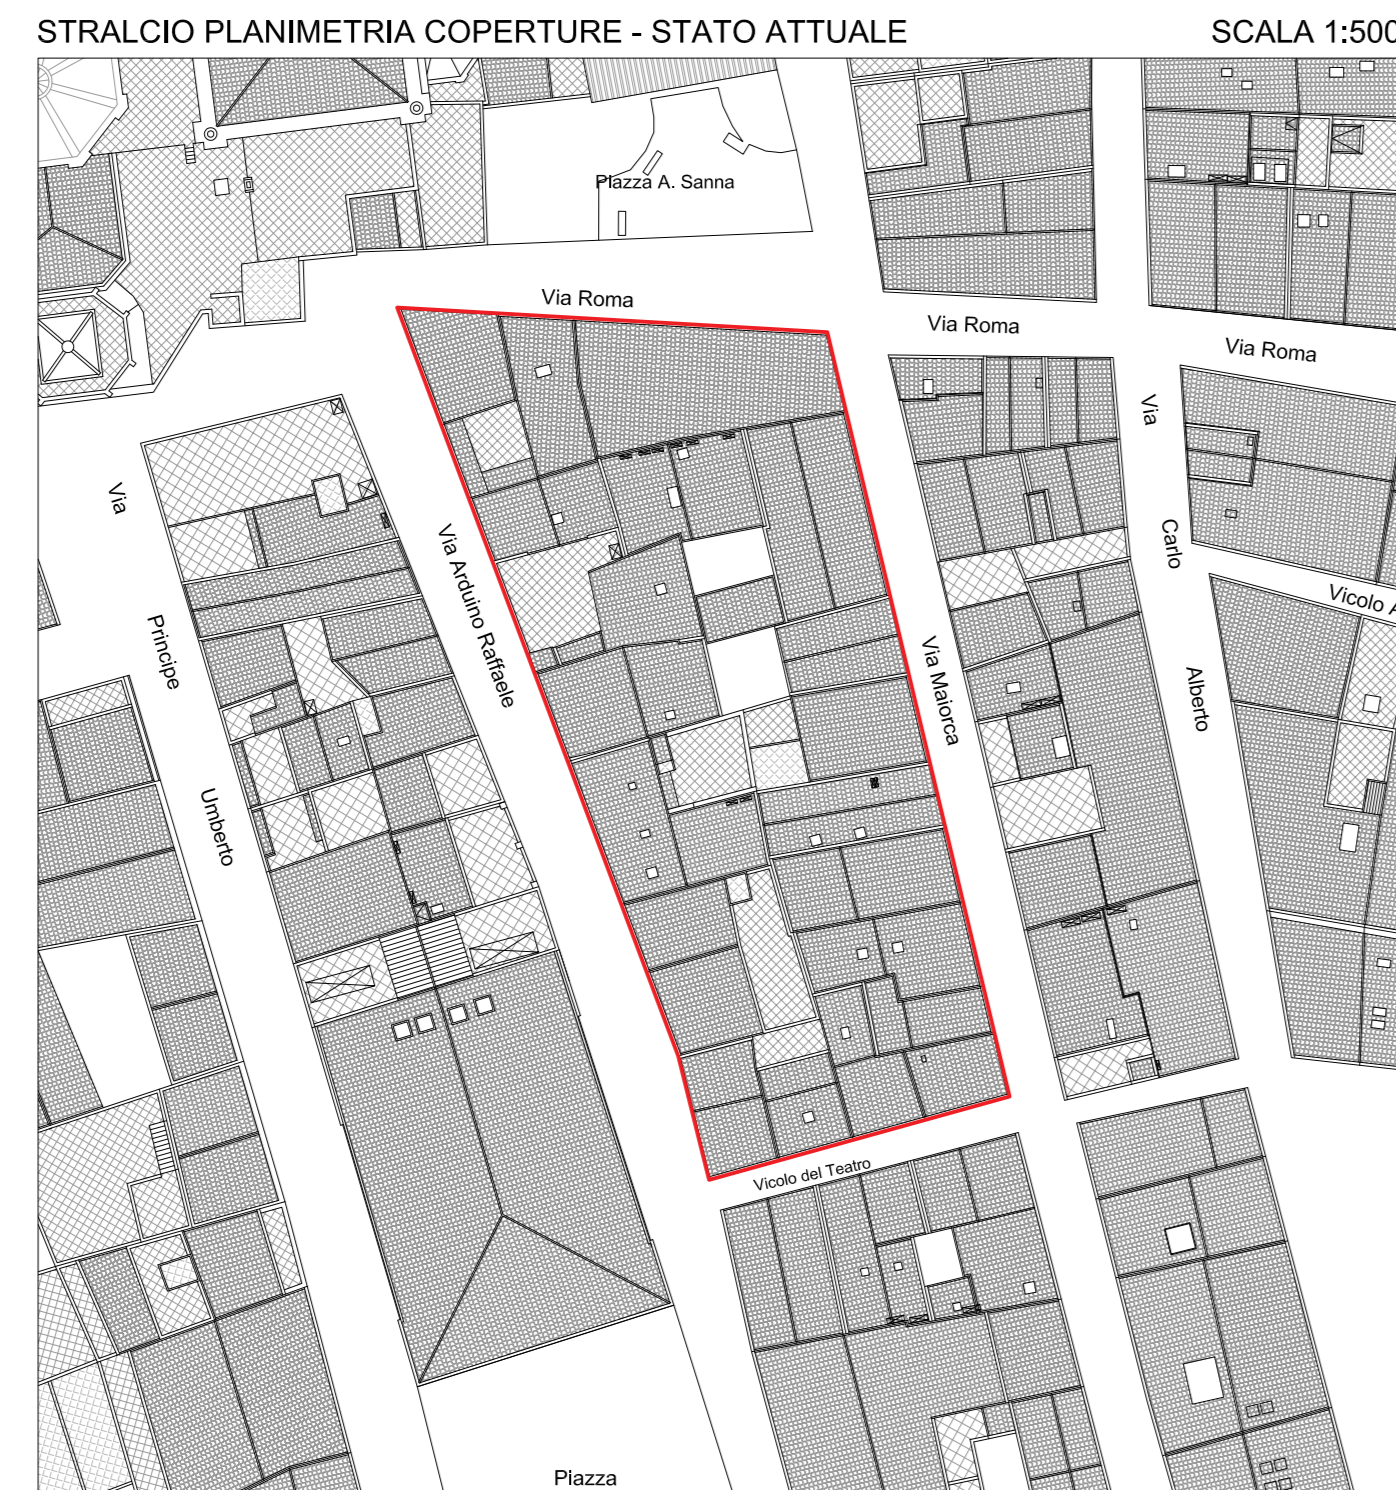 STRALCIO PLANIMETRIA COPERTURE - STATO ATTUALE
SCALA 1:500
Piazza A. Sanna
Via Roma
Via Roma
Via Roma
Via
Principe
Umberto
Via Arduino Raffaele
Via Maiorca
Via
Carlo
Alberto
Vicolo A
Vicolo del Teatro
Piazza